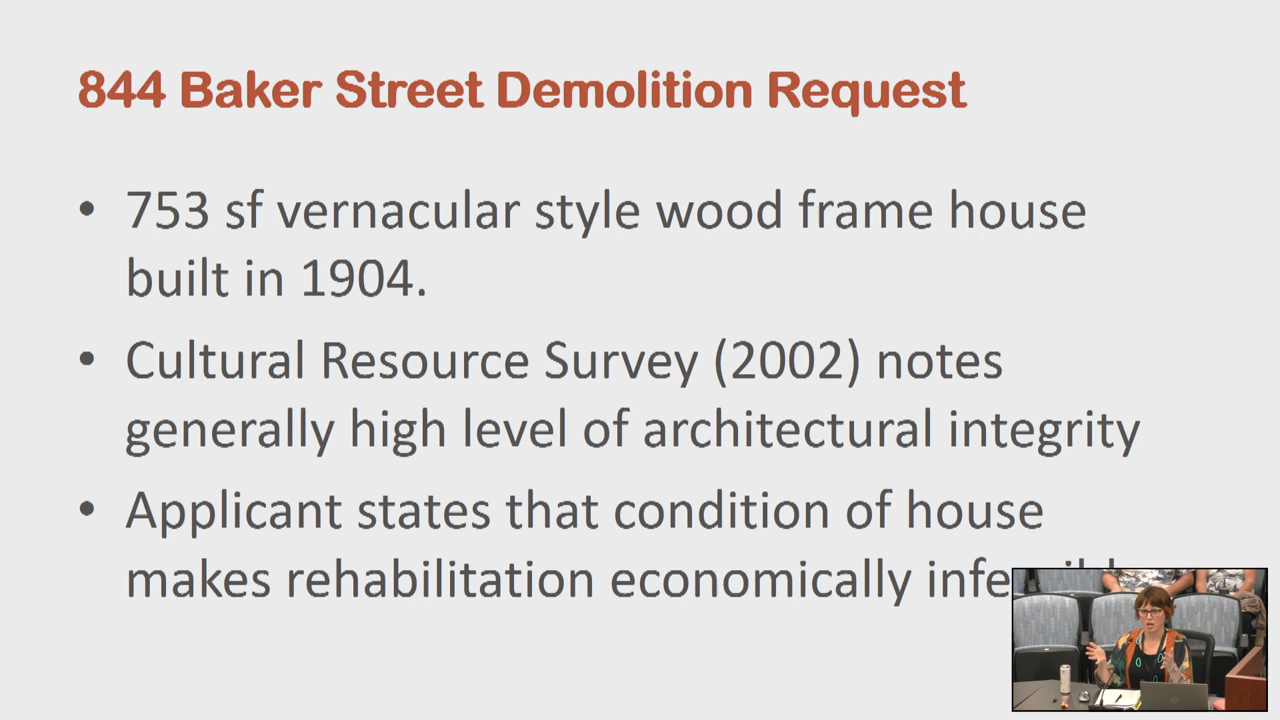 844 Baker Street Demolition Request
• 753 sf vernacular style wood frame house
built in 1904.
• Cultural Resource Survey (2002) notes
generally high level of architectural integrity
• Applicant states that condition of house
makes rehabilitation economically